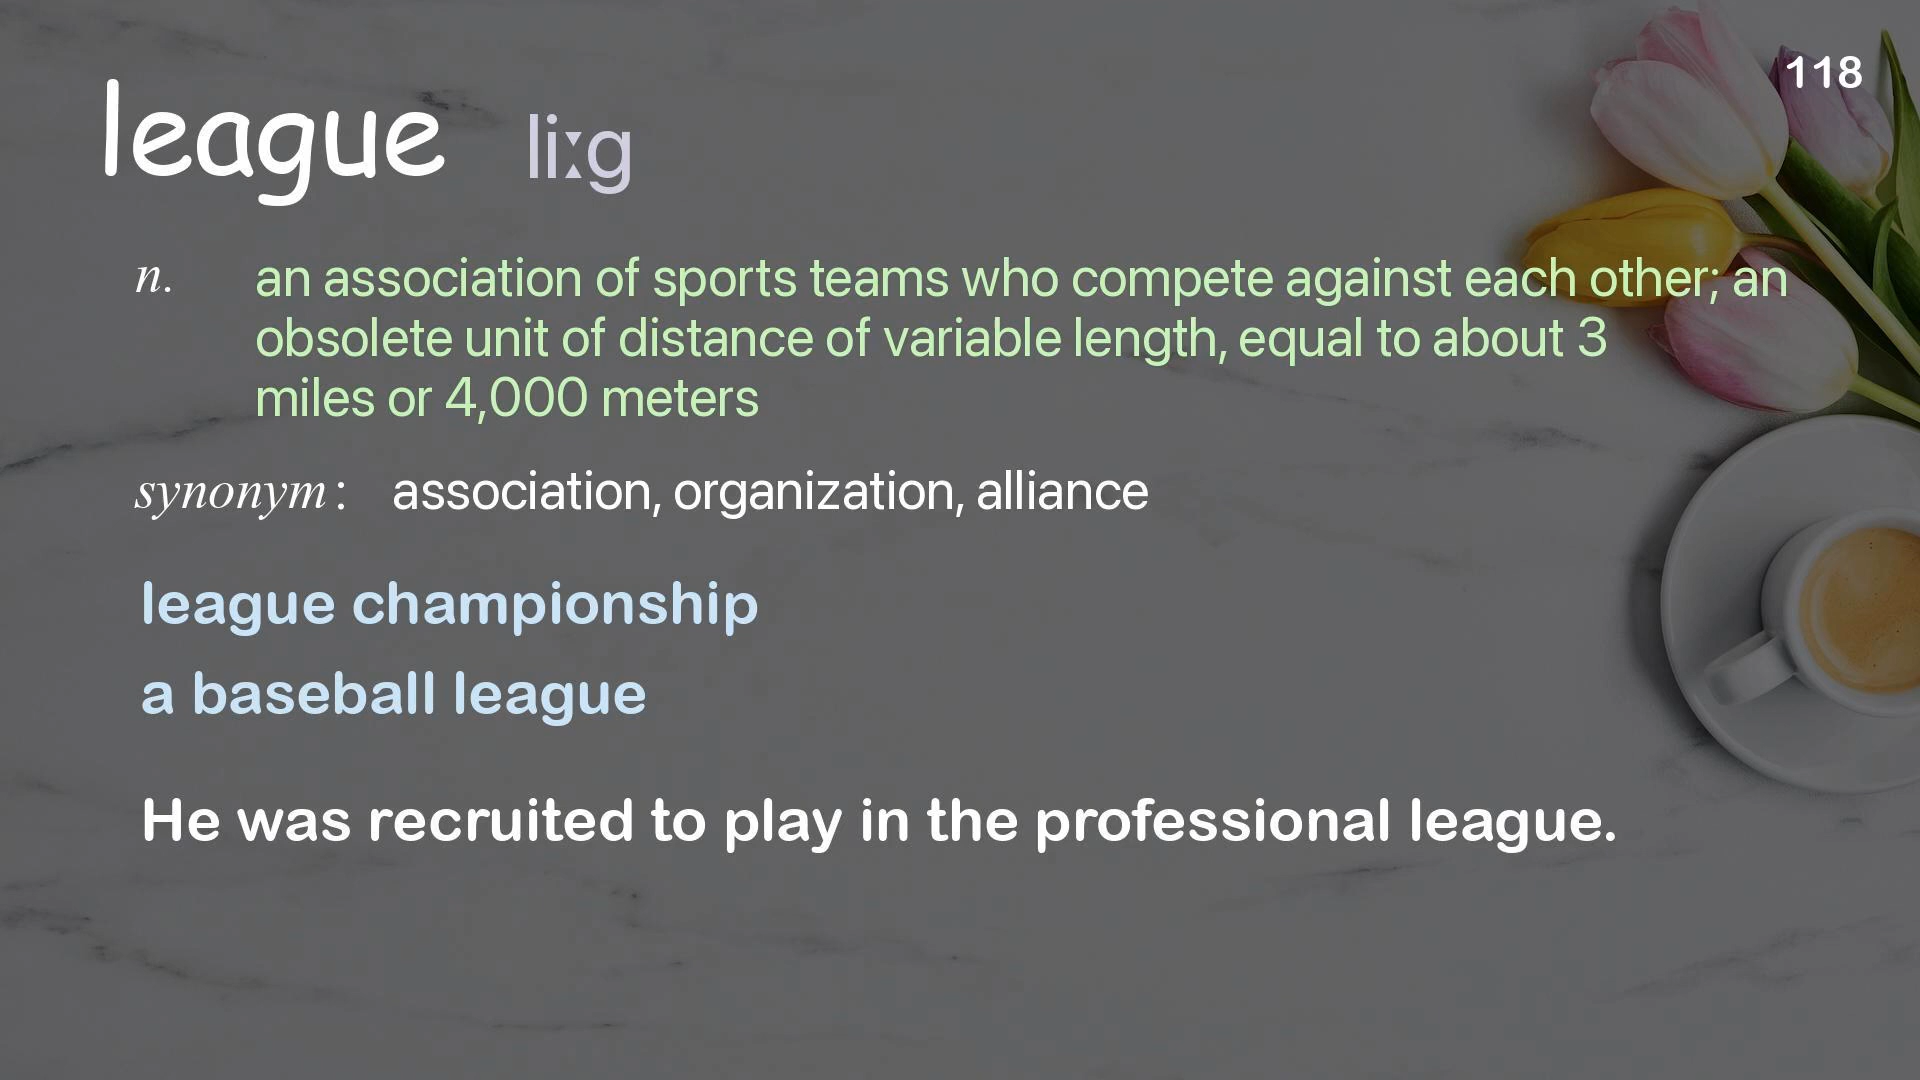 118
league liːg
n. an association of sports teams who compete against each other; an
obsolete unit of distance of variable length, equal to about 3
miles or 4,000 meters
synonym: association, organization, alliance
league championship
a baseball league
He was recruited to play in the professional league.